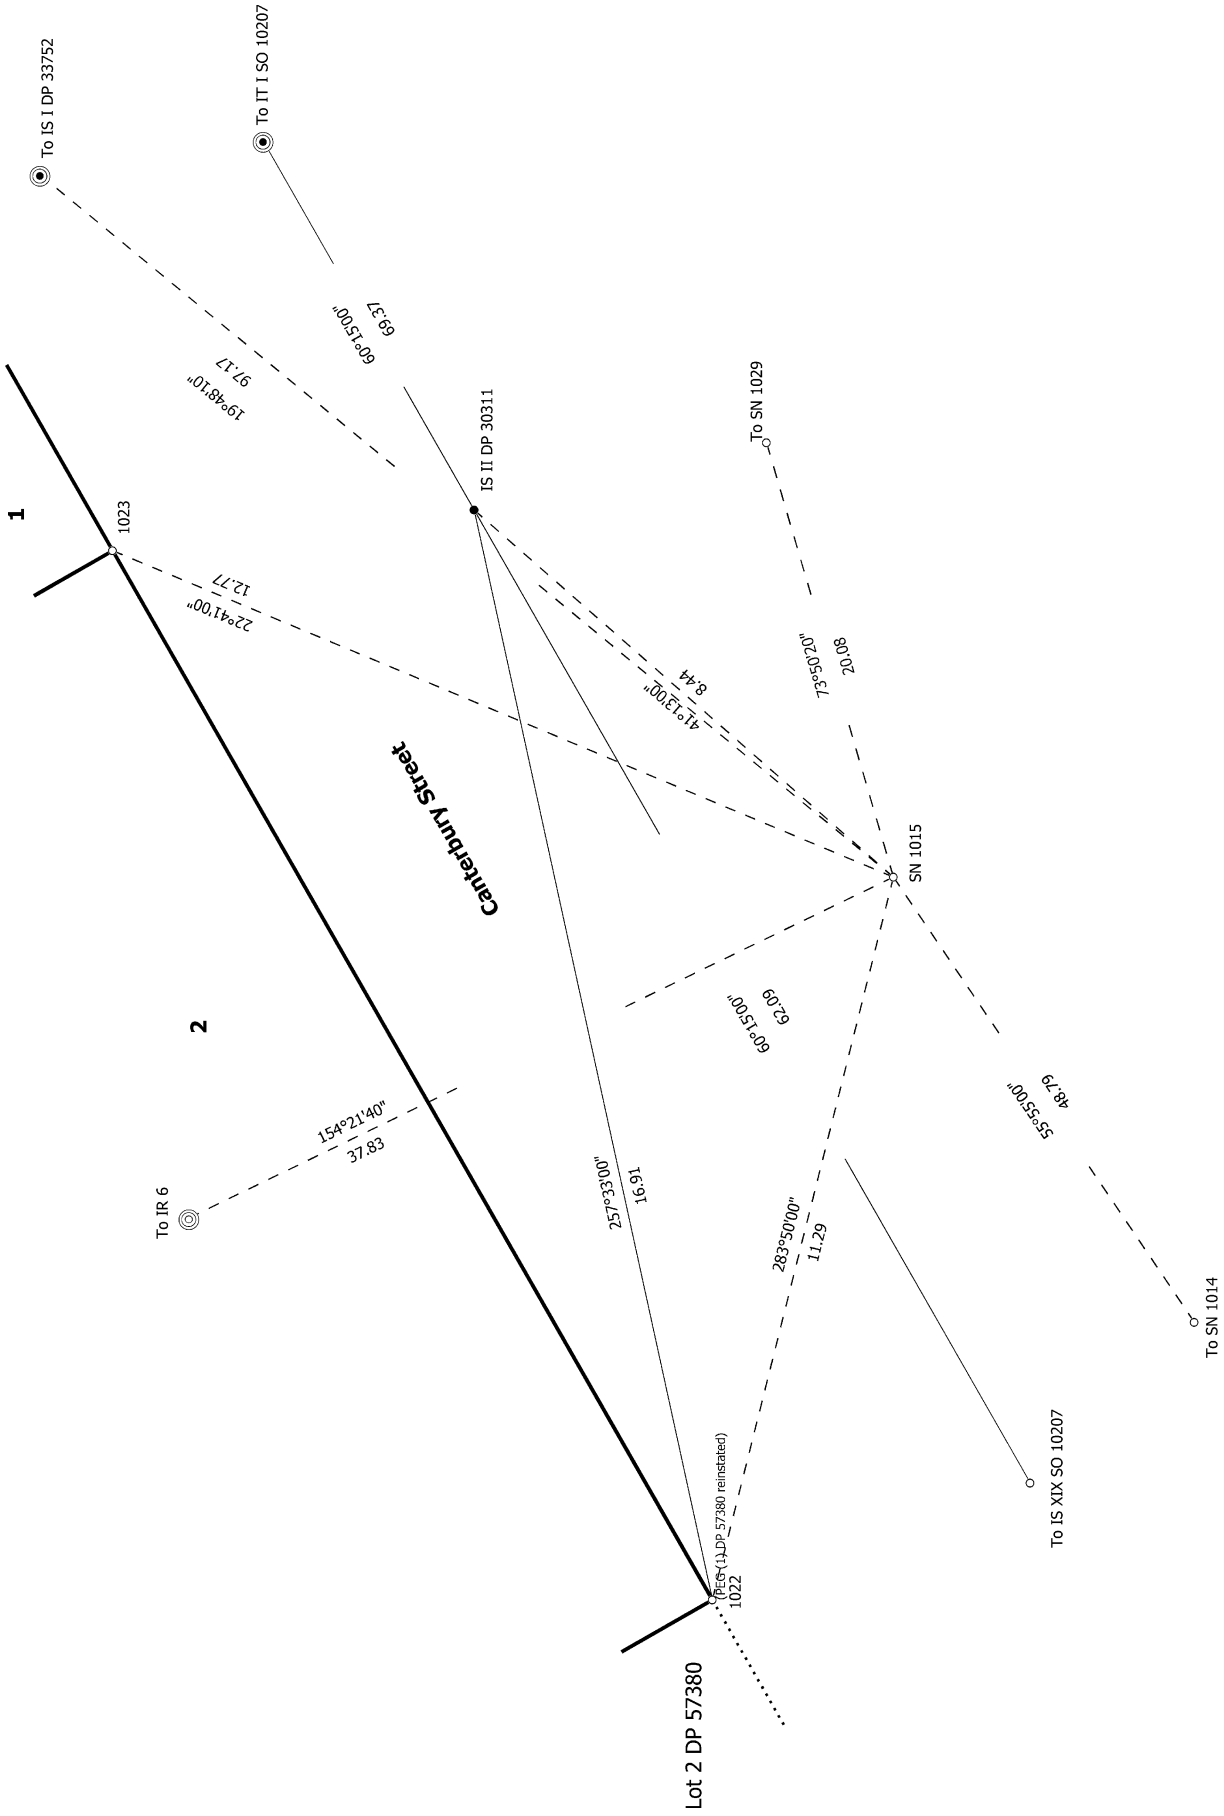 To IS I DP 33752
To IT I SO 10207
19°48'10"
97.17
60°15'00"
69.37
1
1023
IS II DP 30311
To SN 1029
22°41'00"
12.77
41°13'00"
8.44
73°50'20"
20.08
Canterbury Street
SN 1015
2
60°15'00"
62.09
154°21'40"
37.83
To IR 6
55°55'00"
48.79
257°33'00"
16.91
283°50'00"
11.29
To SN 1014
To IS XIX SO 10207
(PEG (1) DP 57380 reinstated)
1022
Lot 2 DP 57380